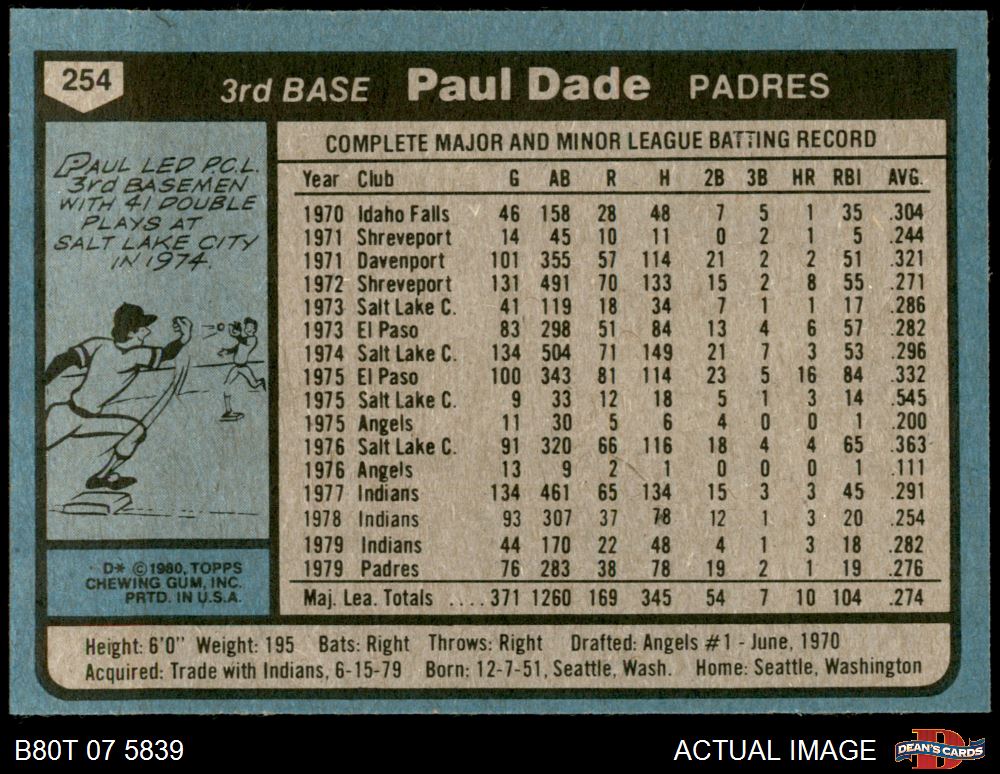 254
3rd BASE Paul Dade PADRES
PAUL LED P.C.L.
3rd BASEMEN
WITH 41 DOUBLE
PLAYS AT
SALT LAKE CITY
IN 1974.
D* © 1980, TOPPS
CHEWING GUM, INC.
PRTD. IN U.S.A.
COMPLETE MAJOR AND MINOR LEAGUE BATTING RECORD
Year Club G AB R H 2B 3B HR RBI AVG.
1970 Idaho Falls 46 158 28 48 7 5 1 35 .304
1971 Shreveport 14 45 10 11 0 2 1 5 .244
1971 Davenport 101 355 57 114 21 2 2 51 .321
1972 Shreveport 131 491 70 133 15 2 8 55 .271
1973 Salt Lake C. 41 119 18 34 7 1 1 17 .286
1973 El Paso 83 298 51 84 13 4 6 57 .282
1974 Salt Lake C. 134 504 71 149 21 7 3 53 .296
1975 El Paso 100 343 81 114 23 5 16 84 .332
1975 Salt Lake C. 9 33 12 18 5 1 3 14 .545
1975 Angels 11 30 5 6 4 0 0 1 .200
1976 Salt Lake C. 91 320 66 116 18 4 4 65 .363
1976 Angels 13 9 2 1 0 0 0 1 .111
1977 Indians 134 461 65 134 15 3 3 45 .291
1978 Indians 93 307 37 78 12 1 3 20 .254
1979 Indians 44 170 22 48 4 1 3 18 .282
1979 Padres 76 283 38 78 19 2 1 19 .276
Maj. Lea. Totals ....371 1260 169 345 54 7 10 104 .274
Height: 6'0" Weight: 195 Bats: Right Throws: Right Drafted: Angels #1 - June, 1970
Acquired: Trade with Indians, 6-15-79 Born: 12-7-51, Seattle, Wash. Home: Seattle, Washington
B80T 07 5839 ACTUAL IMAGE
D
DEAN'S CARDS